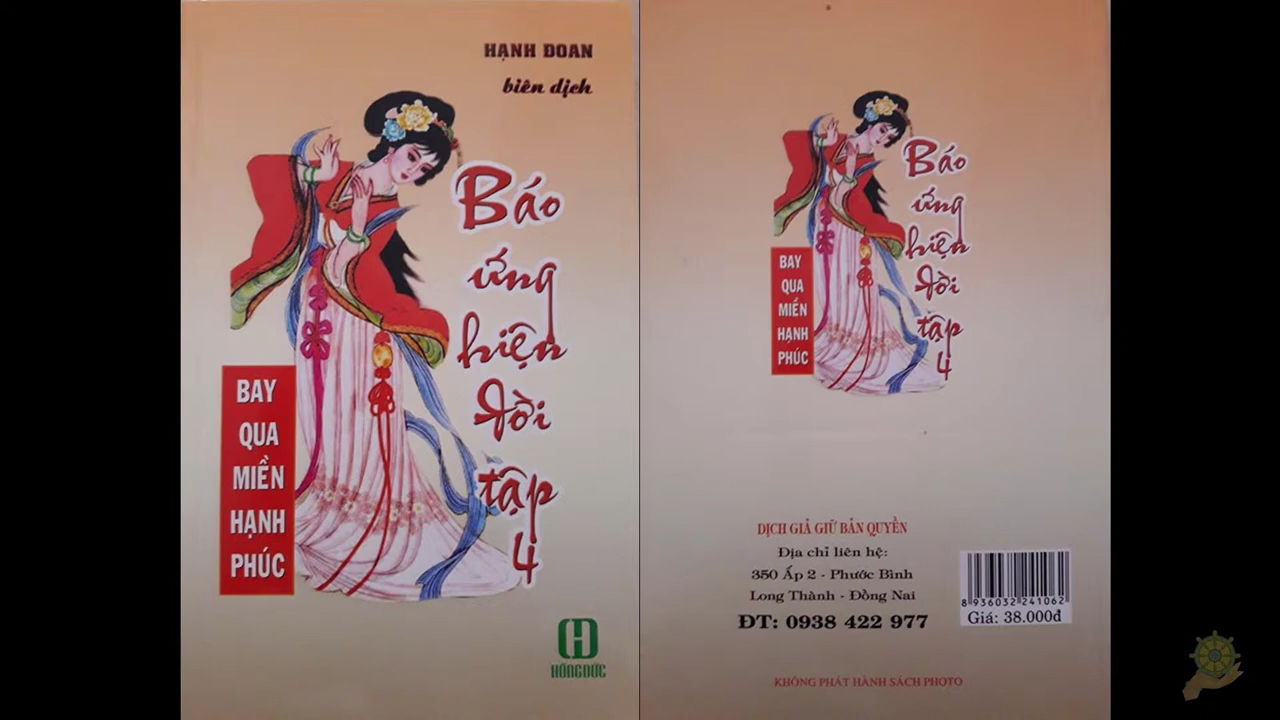 HẠNH ĐOAN
biên dịch
Báo
ứng
hiện
đời
tập
4
BAY
QUA
MIỀN
HẠNH
PHÚC
HỒNG ĐỨC
Báo
ứng
hiện
đời
tập
4
BAY
QUA
MIỀN
HẠNH
PHÚC
DỊCH GIẢ GIỮ BẢN QUYỀN
Địa chỉ liên hệ:
350 Ấp 2 - Phước Bình
Long Thành - Đồng Nai
ĐT: 0938 422 977
8 936032 241062
Giá: 38.000đ
KHÔNG PHÁT HÀNH SÁCH PHOTO